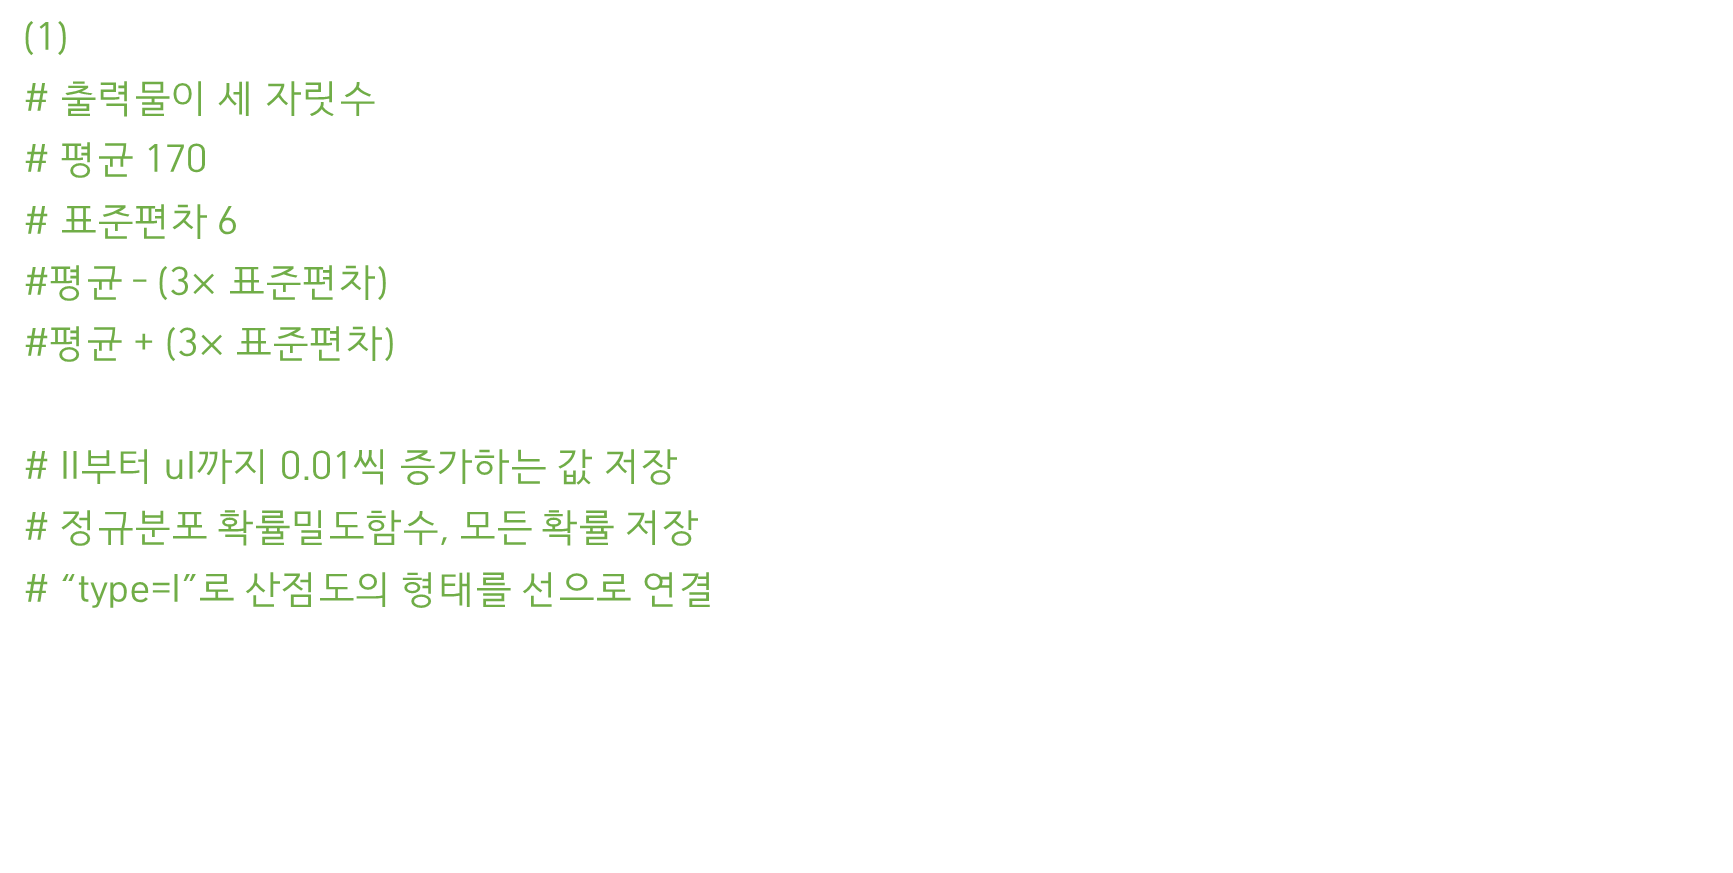 (1)
# 출력물이 세 자릿수
# 평균 170
# 표준편차 6
#평균 – (3× 표준편차)
#평균 + (3× 표준편차)
# ll부터 ul까지 0.01씩 증가하는 값 저장
# 정규분포 확률밀도함수, 모든 확률 저장
# “type=l”로 산점도의 형태를 선으로 연결